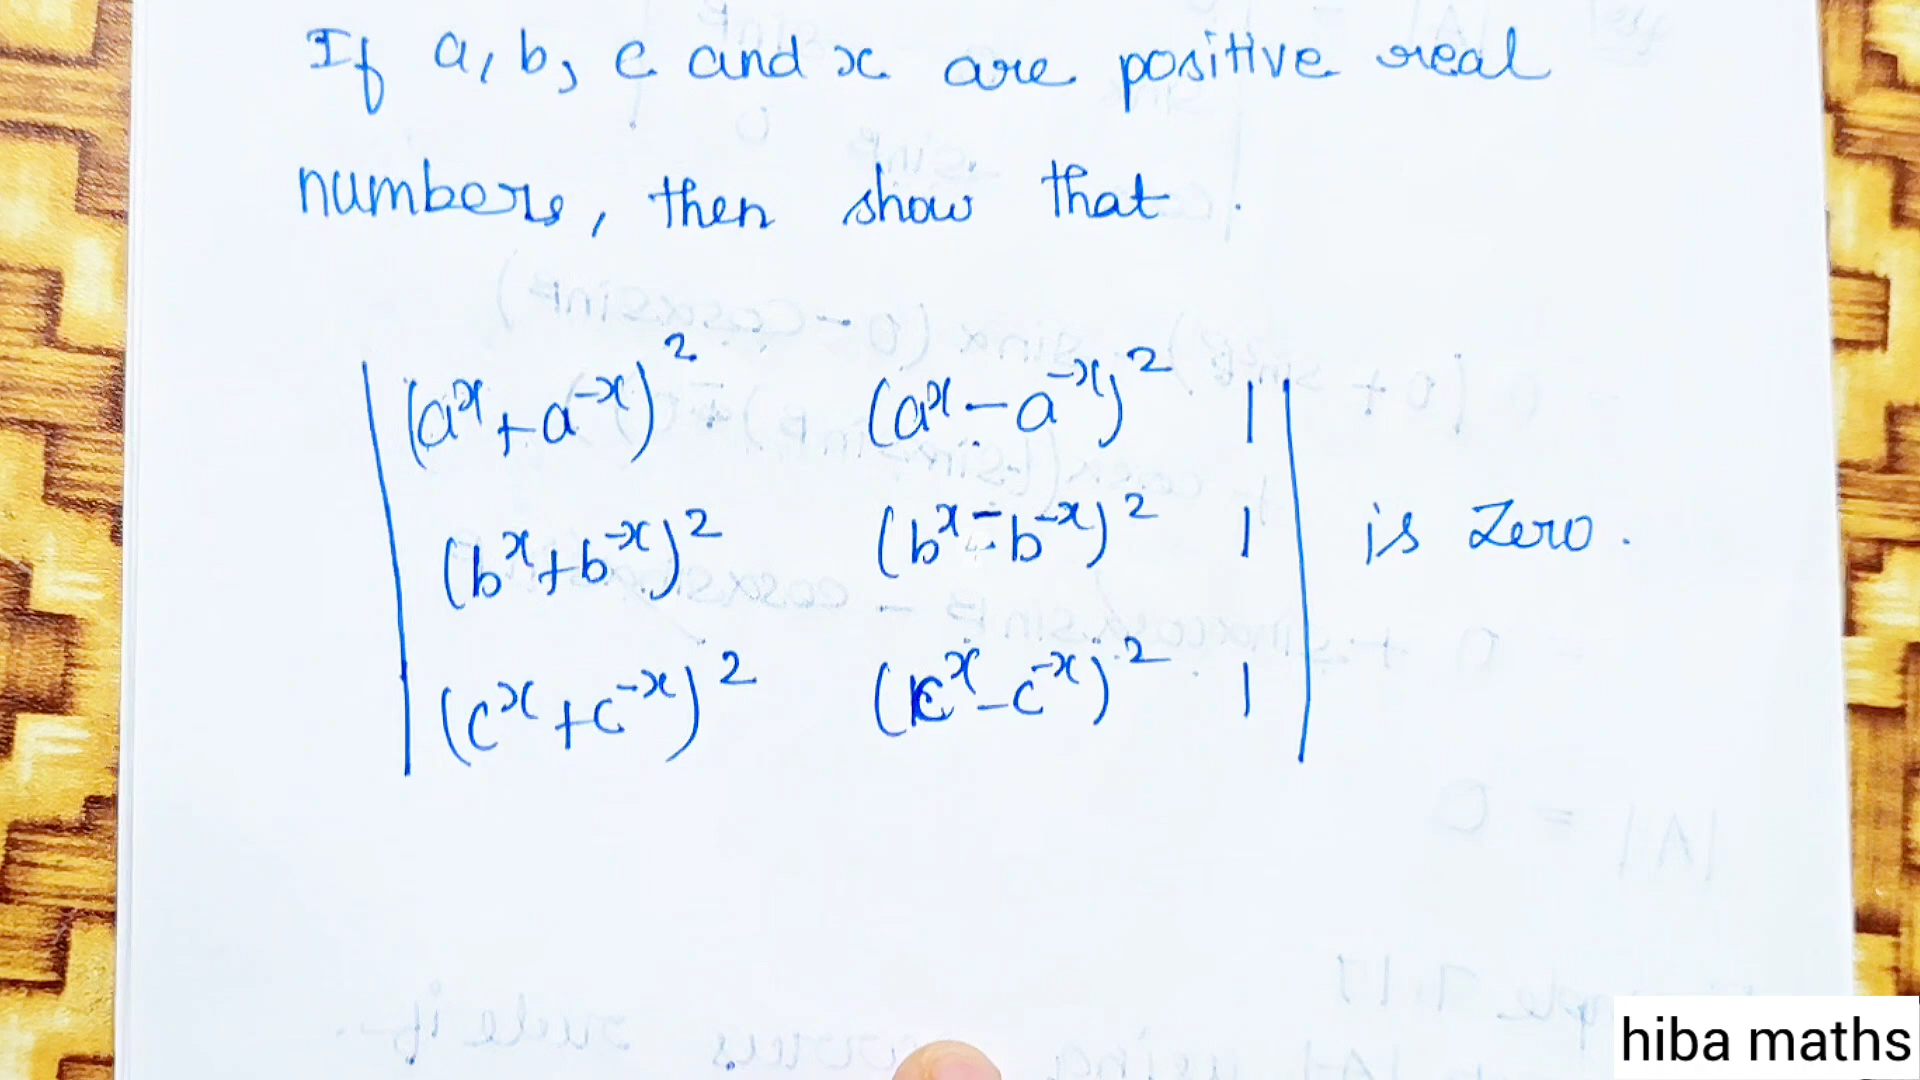 If a, b, c and x are positive real
numbers, then show that
(a^x + a^-x)^2 (a^x - a^-x)^2 1
(b^x + b^-x)^2 (b^x - b^-x)^2 1 is Zero.
(c^x + c^-x)^2 (c^x - c^-x)^2 1
hiba maths